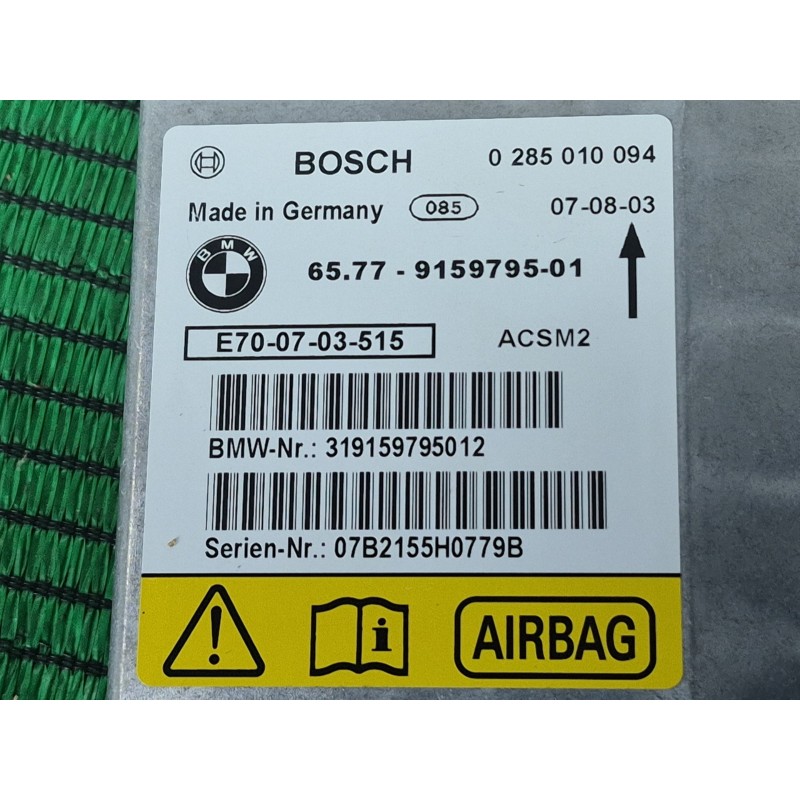 BOSCH 0 285 010 094
Made in Germany 085 07-08-03
BMW 65.77 - 9159795-01
E70-07-03-515 ACSM2
BMW-Nr.: 319159795012
Serien-Nr.: 07B2155H0779B
! i AIRBAG